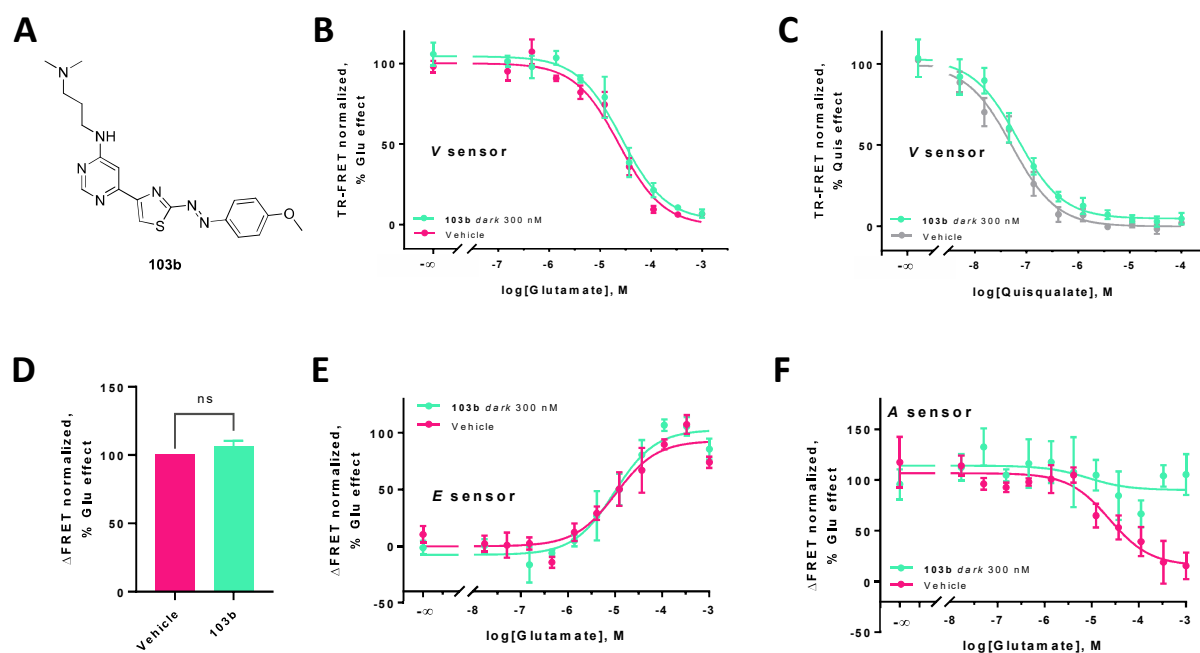 A
N
NH
N
N
N
S
N
N
O
103b
B
TR-FRET normalized,
% Glu effect
100
50
0
V sensor
103b dark 300 nM
Vehicle
-∞
-7
-6
-5
-4
-3
log[Glutamate], M
C
TR-FRET normalized,
% Quis effect
100
50
0
V sensor
103b dark 300 nM
Vehicle
-∞
-8
-7
-6
-5
-4
log[Quisqualate], M
D
ΔFRET normalized,
% Glu effect
150
100
50
0
ns
Vehicle
103b
E
ΔFRET normalized,
% Glu effect
100
50
0
-50
103b dark 300 nM
Vehicle
E sensor
-∞
-8
-7
-6
-5
-4
-3
log[Glutamate], M
F
ΔFRET normalized,
% Glu effect
150
100
50
0
-50
A sensor
103b dark 300 nM
Vehicle
-∞
-8
-7
-6
-5
-4
-3
log[Glutamate], M